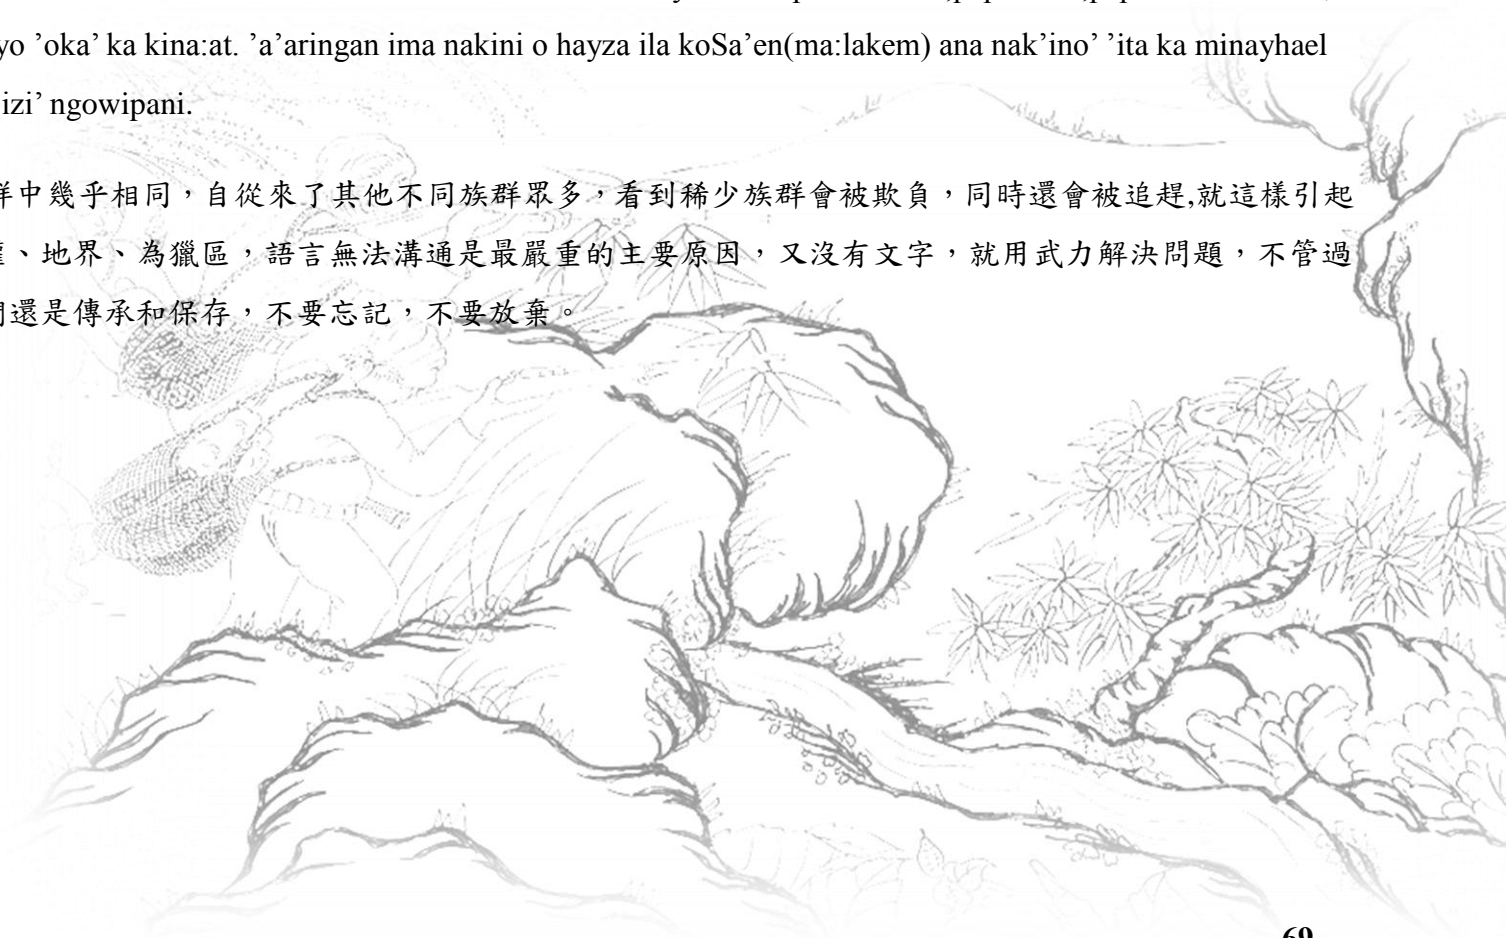 ’oka’ ka kina:at. ’a’aringan ima nakini o hayza ila koSa’en(ma:lakem) ana nak’ino’ ’ita ka minayhael
ngowipani.
中幾乎相同，自從來了其他不同族群眾多，看到稀少族群會被欺負，同時還會被追趕,就這樣引起
、地界、為獵區，語言無法溝通是最嚴重的主要原因，又沒有文字，就用武力解決問題，不管過
還是傳承和保存，不要忘記，不要放棄。
69